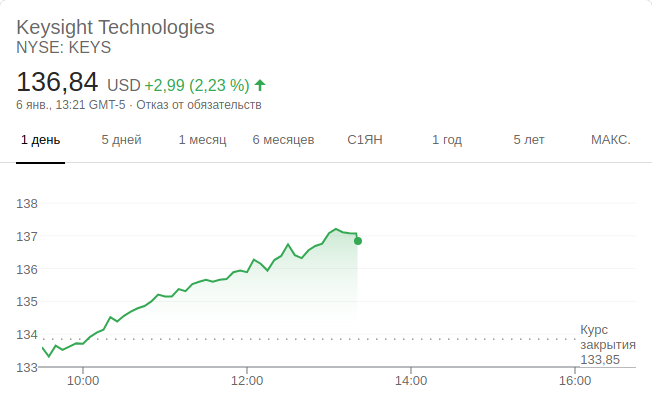 Keysight Technologies
NYSE: KEYS
136,84 USD +2,99 (2,23 %)
6 янв., 13:21 GMT-5 · Отказ от обязательств
1 день 5 дней 1 месяц 6 месяцев С1ЯН 1 год 5 лет МАКС.
138
137
136
135
134
133
Курс
закрытия
133,85
10:00 12:00 14:00 16:00